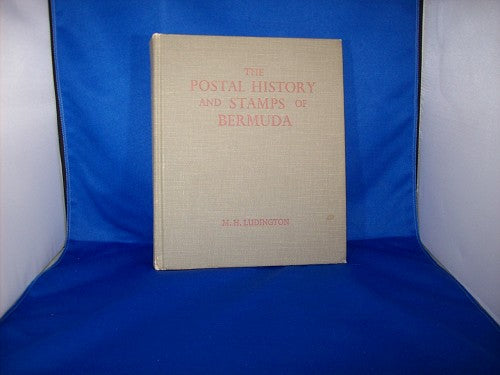 THE
POSTAL HISTORY
AND STAMPS OF
BERMUDA
M. H. LUDINGTON